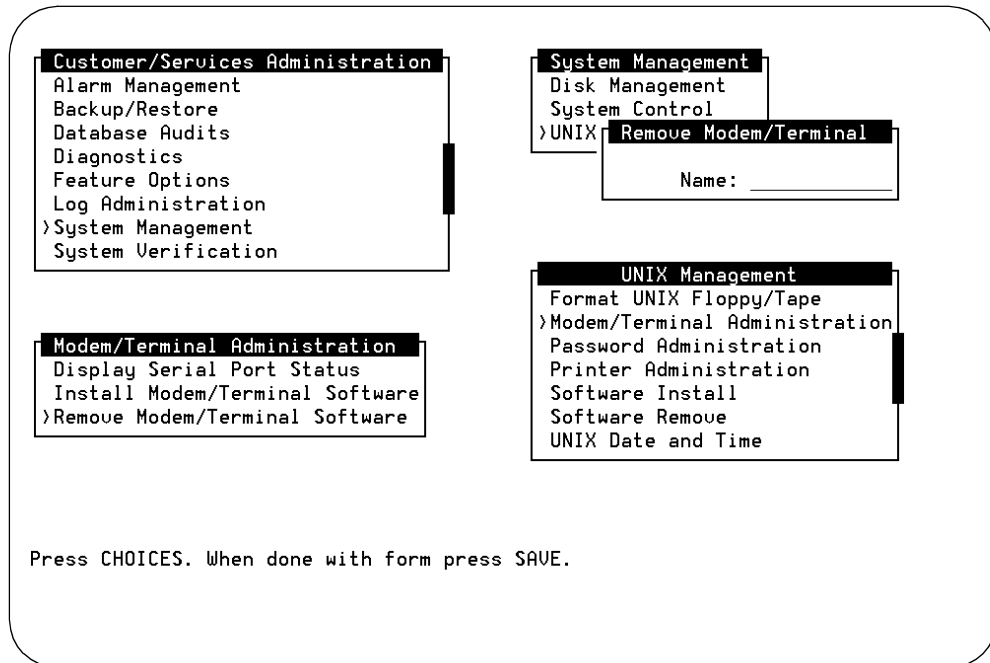 Customer/Services Administration
Alarm Management
Backup/Restore
Database Audits
Diagnostics
Feature Options
Log Administration
>System Management
System Verification
System Management
Disk Management
System Control
>UNIX
Remove Modem/Terminal
Name: ____________
Modem/Terminal Administration
Display Serial Port Status
Install Modem/Terminal Software
>Remove Modem/Terminal Software
UNIX Management
Format UNIX Floppy/Tape
>Modem/Terminal Administration
Password Administration
Printer Administration
Software Install
Software Remove
UNIX Date and Time
Press CHOICES. When done with form press SAVE.